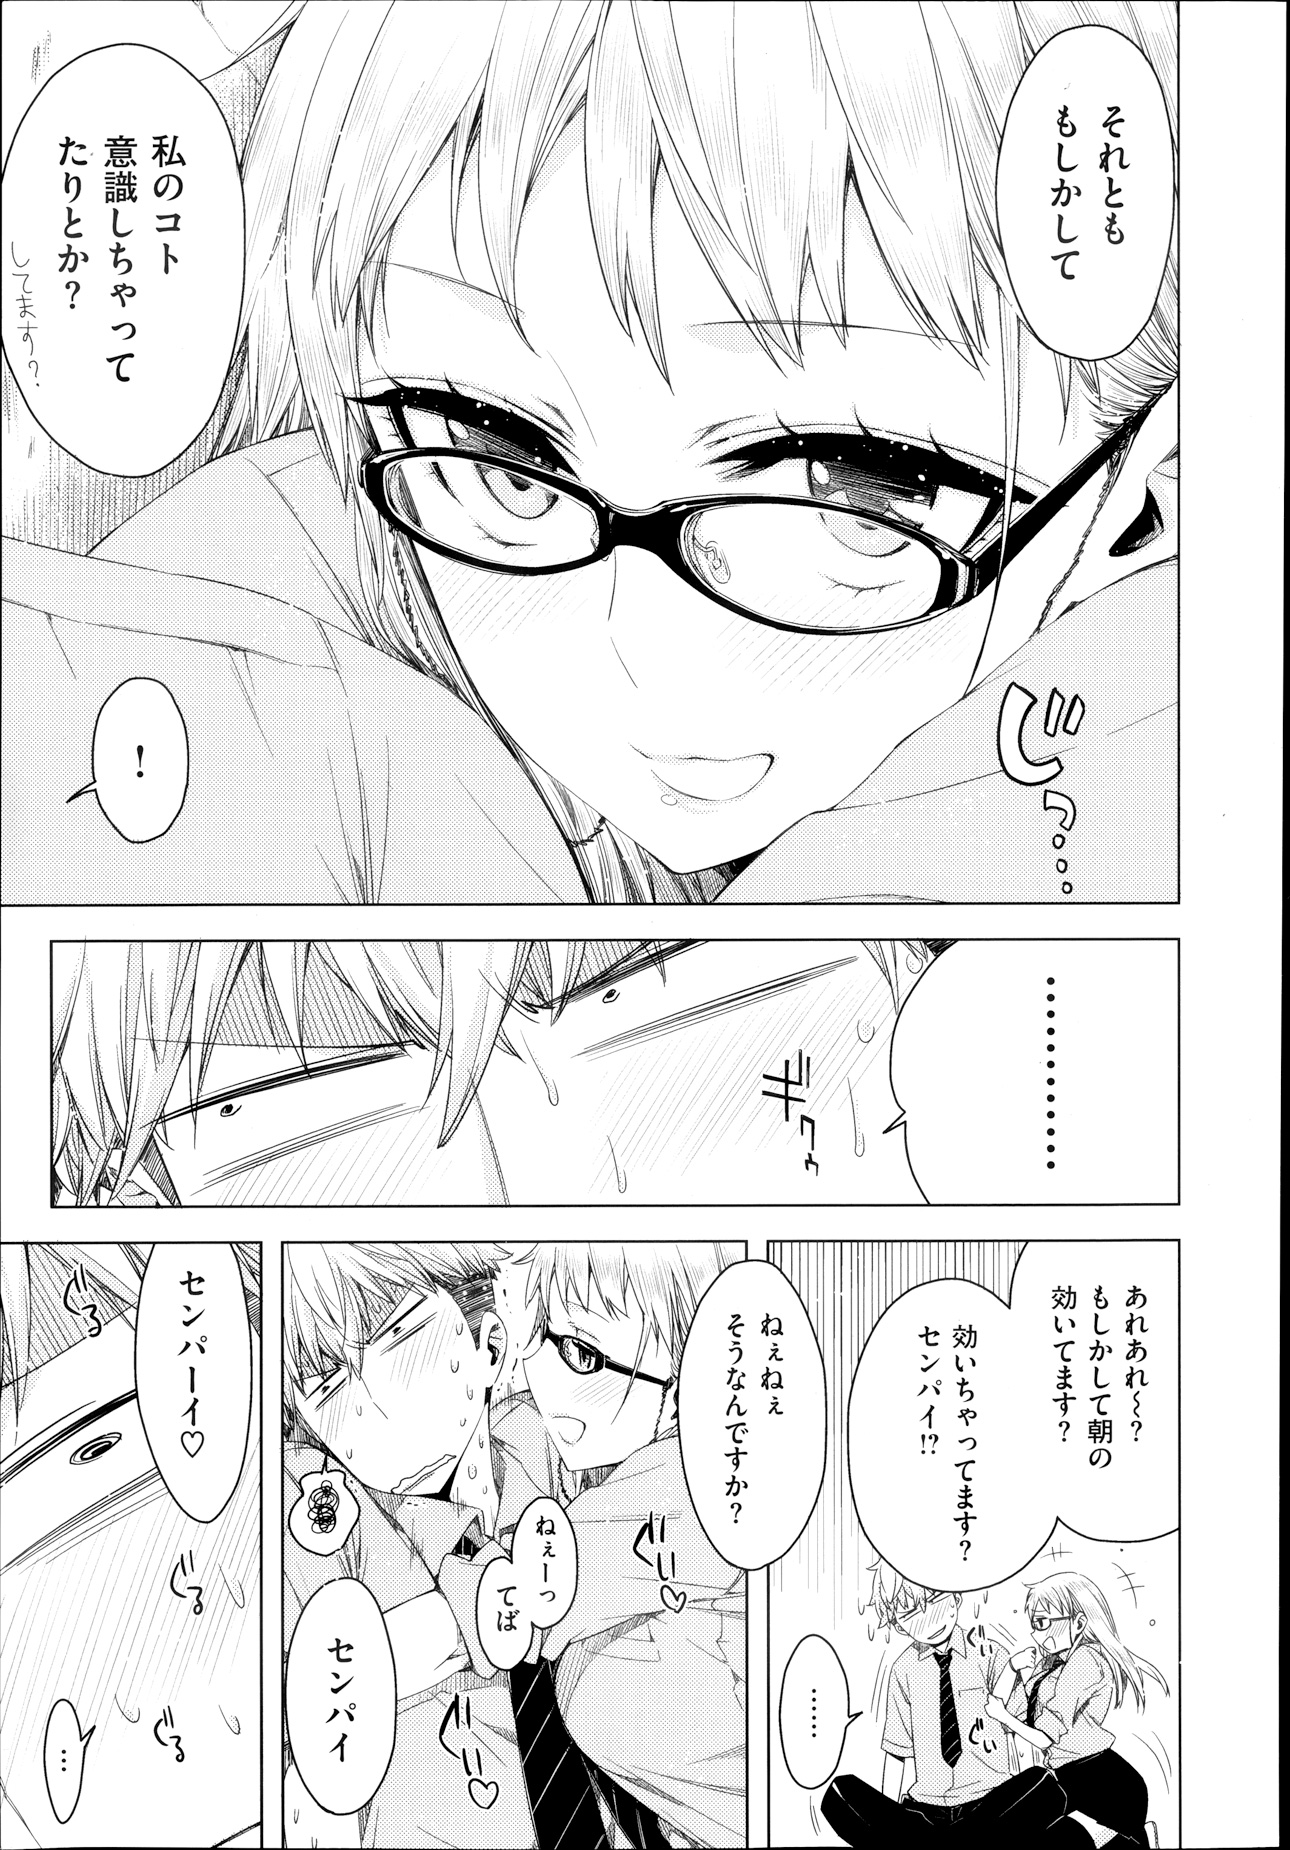 それとも
もしかして
じっ…
私のコト
意識しちゃって
たりとか？
してます？
！
…………
ギクッ
あれあれ〜？
もしかして朝の
効いてます？
効いちゃってます？
センパイ!?
ぐい
ぐい
……
ねぇねぇ
そうなんですか？
ぐい♡
ねぇーっ
てば
センパイ
ぐい♡
センパーイ♡
ぐる
ぐる
ぐる
…